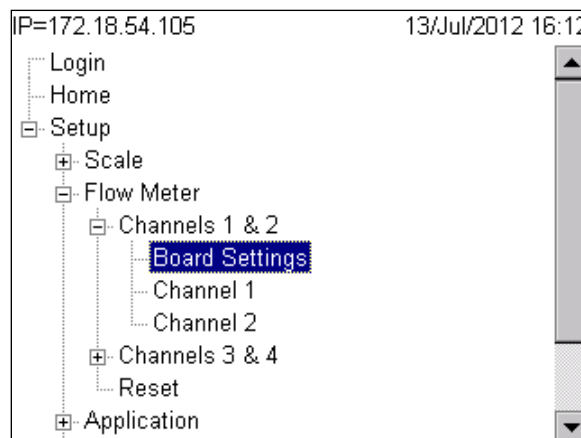 IP=172.18.54.105 13/Jul/2012 16:12
Login
Home
Setup
Scale
Flow Meter
Channels 1 & 2
Board Settings
Channel 1
Channel 2
Channels 3 & 4
Reset
Application